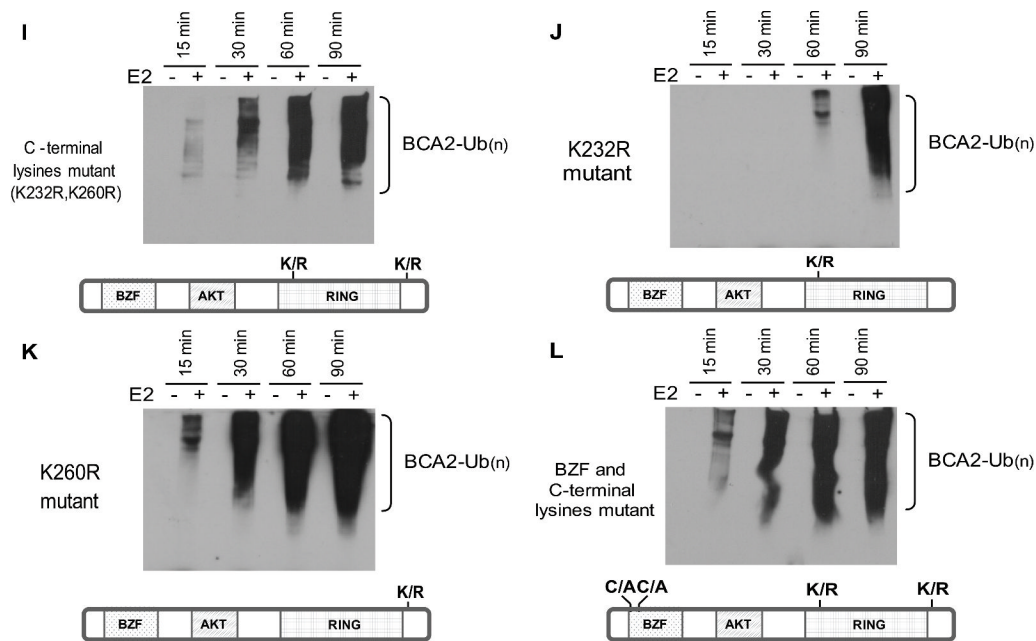 I
15 min
30 min
60 min
90 min
E2 - + - + - + - +
C -terminal
lysines mutant
(K232R,K260R)
BCA2-Ub(n)
K/R K/R
BZF AKT RING
J
15 min
30 min
60 min
90 min
E2 - + - + - + - +
K232R
mutant
BCA2-Ub(n)
K/R
BZF AKT RING
K
15 min
30 min
60 min
90 min
E2 - + - + - + - +
K260R
mutant
BCA2-Ub(n)
K/R
BZF AKT RING
L
15 min
30 min
60 min
90 min
E2 - + - + - + - +
BZF and
C-terminal
lysines mutant
BCA2-Ub(n)
C/AC/A K/R K/R
BZF AKT RING